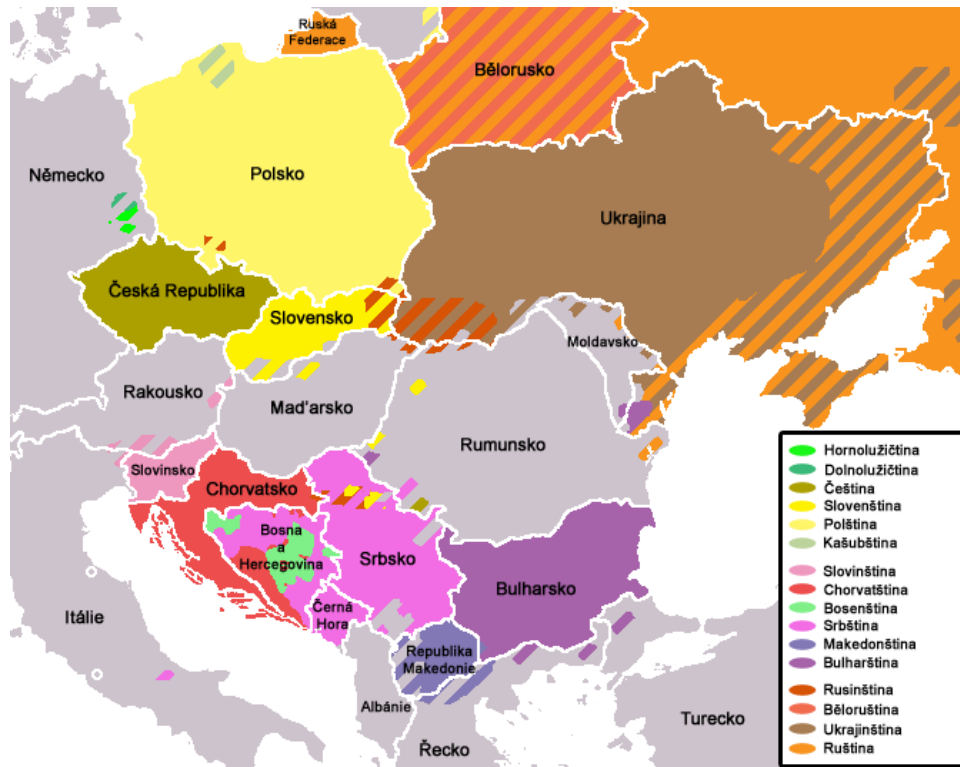 Ruská
Federace
Bělorusko
Německo
Polsko
Ukrajina
Česká Republika
Slovensko
Moldavsko
Rakousko
Maďarsko
Rumunsko
Slovinsko
Chorvatsko
Bosna
a
Hercegovina
Srbsko
Bulharsko
Černá
Hora
Itálie
Republika
Makedonie
Albánie
Řecko
Turecko
Hornolužičtina
Dolnolužičtina
Čeština
Slovenština
Polština
Kašubština
Slovinština
Chorvatština
Bosenština
Srbština
Makedonština
Bulharština
Rusinština
Běloruština
Ukrajinština
Ruština